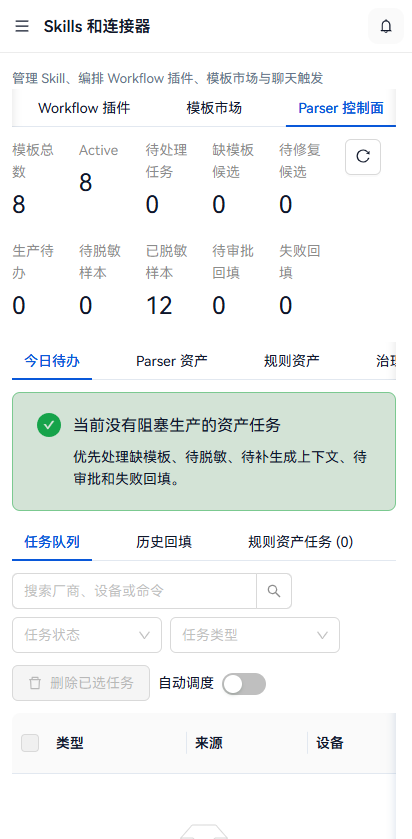 Skills 和连接器
管理 Skill、编排 Workflow 插件、模板市场与聊天触发
Workflow 插件 模板市场 Parser 控制面
模板总数 Active 待处理任务 缺模板候选 待修复候选
8 8 0 0 0
生产待办 待脱敏样本 已脱敏样本 待审批回填 失败回填
0 0 12 0 0
今日待办 Parser 资产 规则资产 治理
当前没有阻塞生产的资产任务
优先处理缺模板、待脱敏、待补生成上下文、待
审批和失败回填。
任务队列 历史回填 规则资产任务 (0)
搜索厂商、设备或命令
任务状态 任务类型
删除已选任务 自动调度
类型 来源 设备